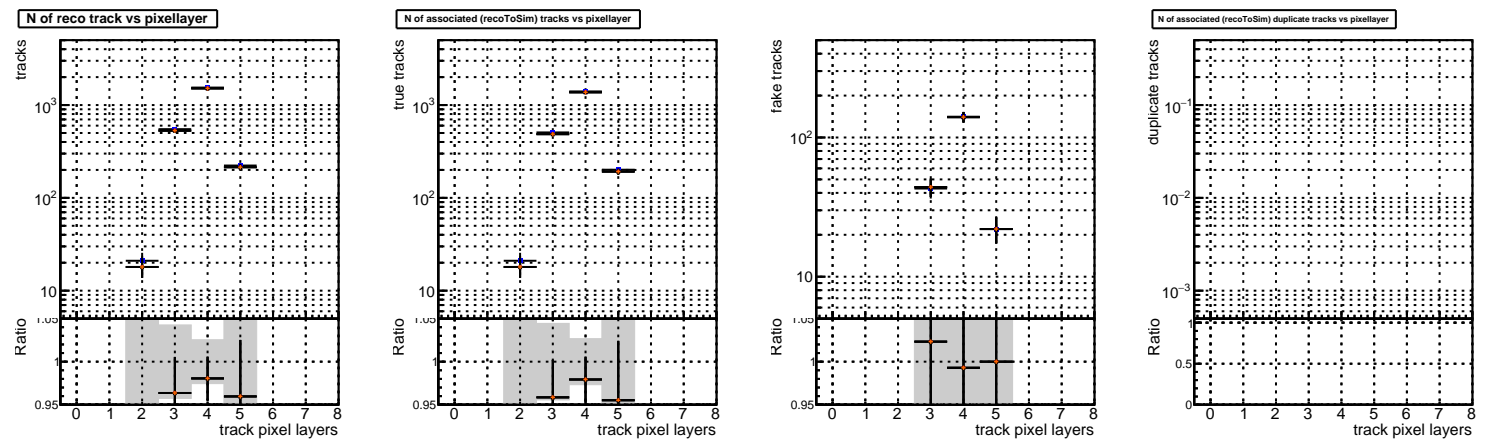 N of reco track vs pixellayer
tracks
10³
10²
10
Ratio
1.05
1
0.95
0 1 2 3 4 5 6 7 8
track pixel layers
N of associated (recoToSim) tracks vs pixellayer
true tracks
10³
10²
10
Ratio
1.05
1
0.95
0 1 2 3 4 5 6 7 8
track pixel layers
fake tracks
10²
10
Ratio
1.05
1
0.95
0 1 2 3 4 5 6 7 8
track pixel layers
N of associated (recoToSim) duplicate tracks vs pixellayer
duplicate tracks
10⁻¹
10⁻²
10⁻³
Ratio
1
0.5
0
0 1 2 3 4 5 6 7 8
track pixel layers